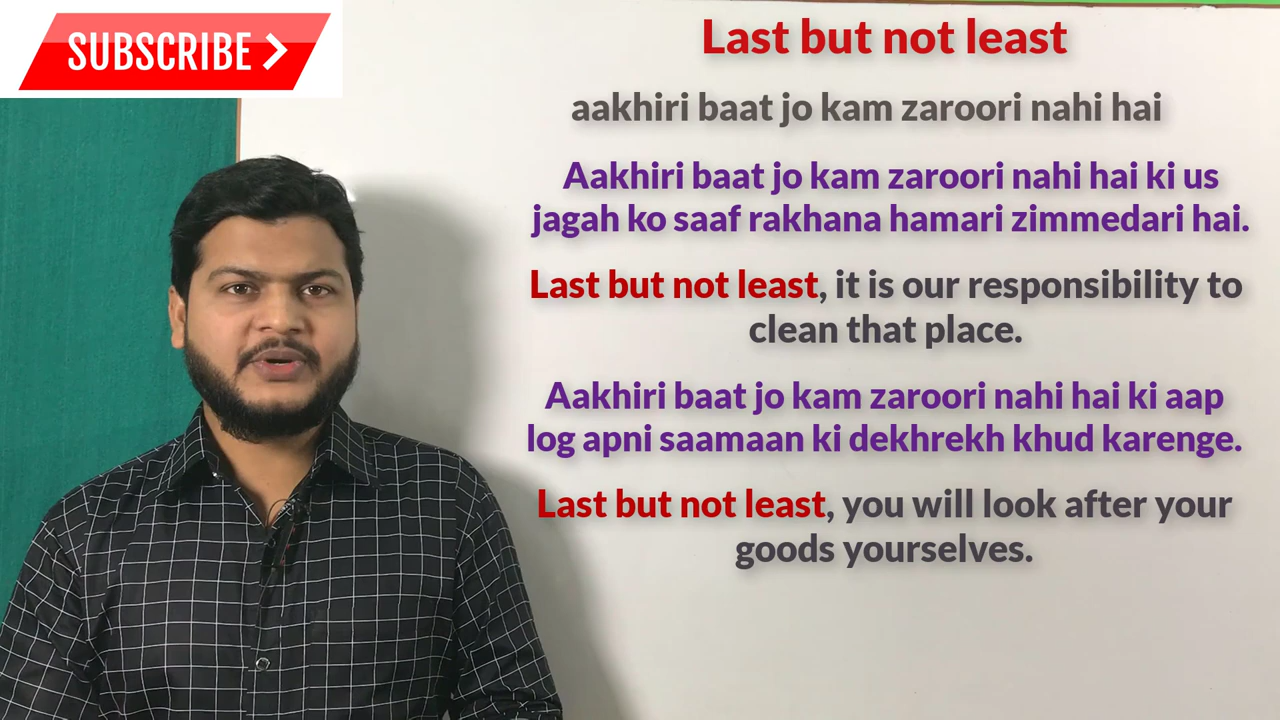 SUBSCRIBE
Last but not least
aakhiri baat jo kam zaroori nahi hai
Aakhiri baat jo kam zaroori nahi hai ki us
jagah ko saaf rakhana hamari zimmedari hai.
Last but not least, it is our responsibility to
clean that place.
Aakhiri baat jo kam zaroori nahi hai ki aap
log apni saamaan ki dekhrekh khud karenge.
Last but not least, you will look after your
goods yourselves.